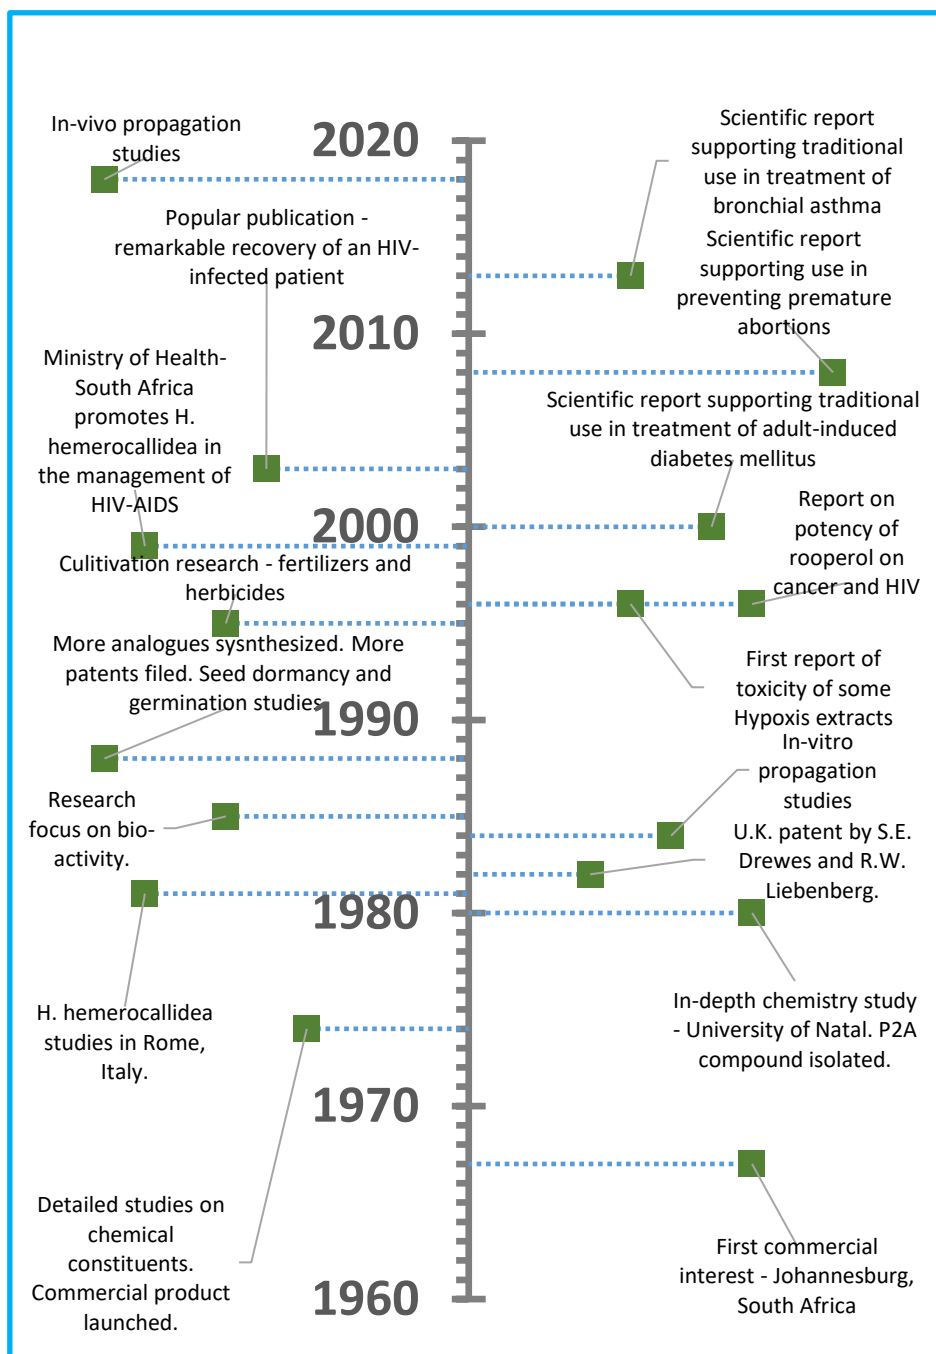 In-vivo propagation
studies
2020
Scientific report
supporting traditional
use in treatment of
bronchial asthma
Popular publication -
remarkable recovery of an HIV-
infected patient
Scientific report
supporting use in
preventing premature
abortions
2010
Ministry of Health-
South Africa
promotes H.
hemerocallidea in
the management of
HIV-AIDS
Scientific report supporting traditional
use in treatment of adult-induced
diabetes mellitus
2000
Report on
potency of
rooperol on
cancer and HIV
Culitivation research - fertilizers and
herbicides
More analogues sysnthesized. More
patents filed. Seed dormancy and
germination studies
First report of
toxicity of some
Hypoxis extracts
1990
In-vitro
propagation
studies
Research
focus on bio-
activity.
U.K. patent by S.E.
Drewes and R.W.
Liebenberg.
1980
H. hemerocallidea
studies in Rome,
Italy.
In-depth chemistry study
- University of Natal. P2A
compound isolated.
1970
Detailed studies on
chemical
constituents.
Commercial product
launched.
First commercial
interest - Johannesburg,
South Africa
1960